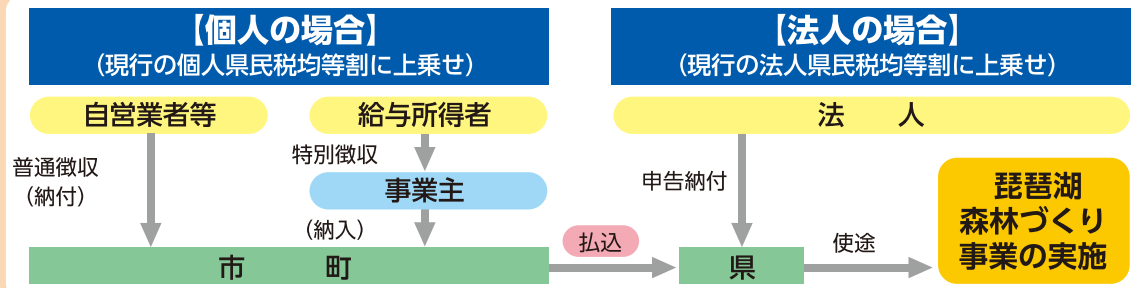 【個人の場合】
（現行の個人県民税均等割に上乗せ）
【法人の場合】
（現行の法人県民税均等割に上乗せ）
自営業者等
給与所得者
法　　人
普通徴収
（納付）
特別徴収
事業主
（納入）
申告納付
琵琶湖
森林づくり
事業の実施
市　　　町
払込
県
使途